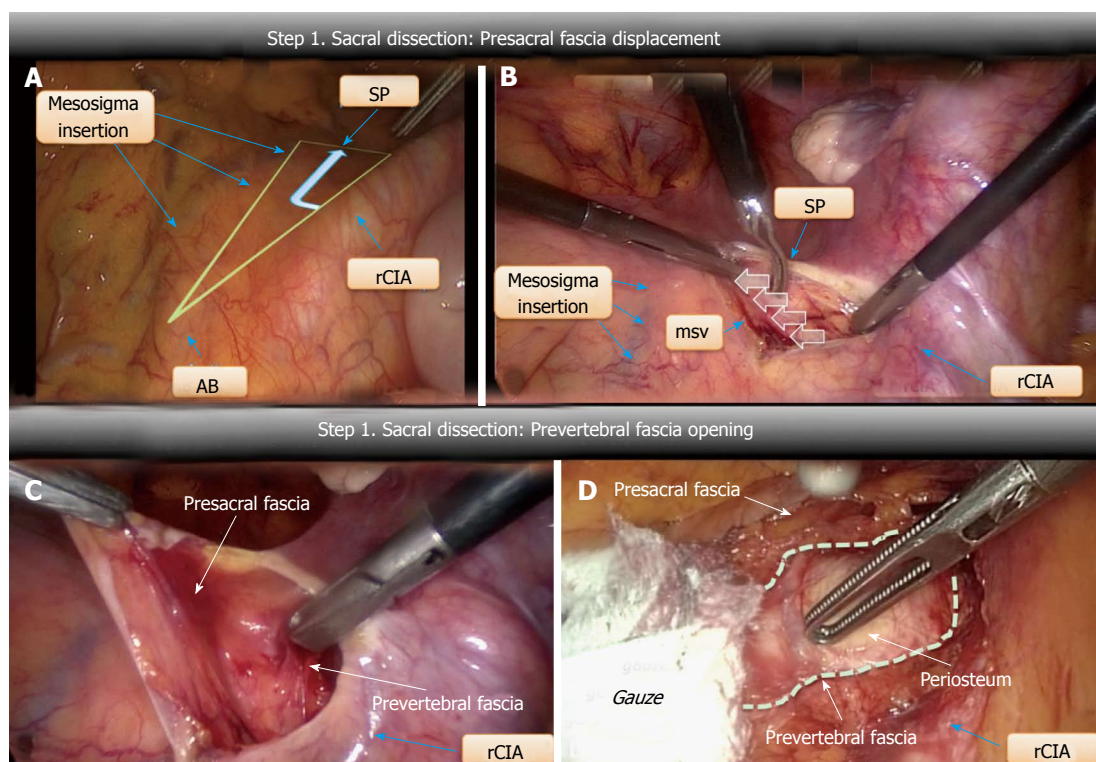 Step 1. Sacral dissection: Presacral fascia displacement
A
SP
Mesosigma
insertion
rCIA
AB
B
SP
Mesosigma
insertion
msv
rCIA
Step 1. Sacral dissection: Prevertebral fascia opening
C
Presacral fascia
Prevertebral fascia
rCIA
D
Presacral fascia
Gauze
Periosteum
Prevertebral fascia
rCIA